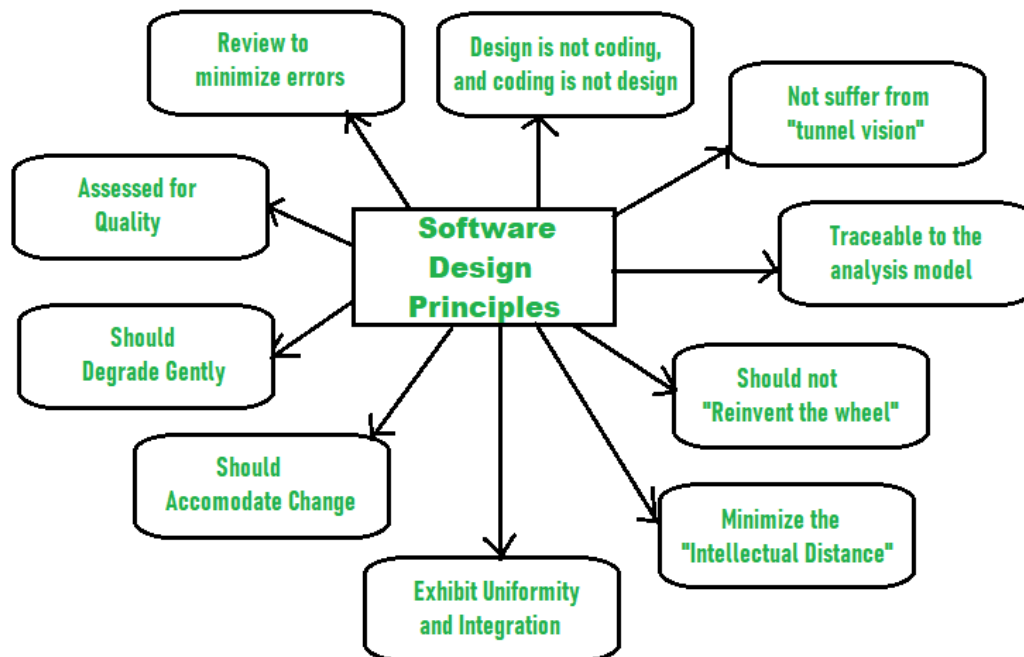 Review to
minimize errors
Design is not coding,
and coding is not design
Not suffer from
"tunnel vision"
Assessed for
Quality
Software
Design
Principles
Traceable to the
analysis model
Should
Degrade Gently
Should not
"Reinvent the wheel"
Should
Accomodate Change
Minimize the
"Intellectual Distance"
Exhibit Uniformity
and Integration